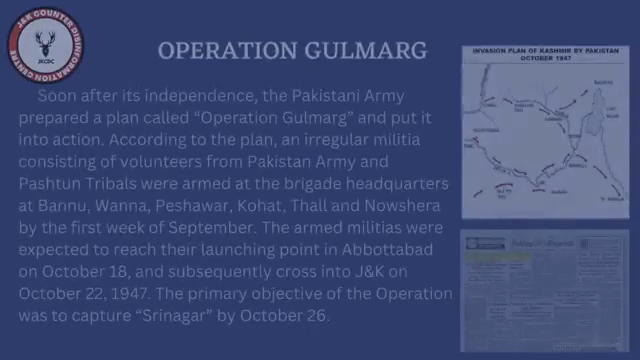 J&K COUNTER DISINFORMATION CENTRE
JKCDC
OPERATION GULMARG
Soon after its independence, the Pakistani Army
prepared a plan called “Operation Gulmarg” and put it
into action. According to the plan, an irregular militia
consisting of volunteers from Pakistan Army and
Pashtun Tribals were armed at the brigade headquarters
at Bannu, Wanna, Peshawar, Kohat, Thall and Nowshera
by the first week of September. The armed militias were
expected to reach their launching point in Abbottabad
on October 18, and subsequently cross into J&K on
October 22, 1947. The primary objective of the Operation
was to capture “Srinagar” by October 26.
INVASION PLAN OF KASHMIR BY PAKISTAN
OCTOBER 1947